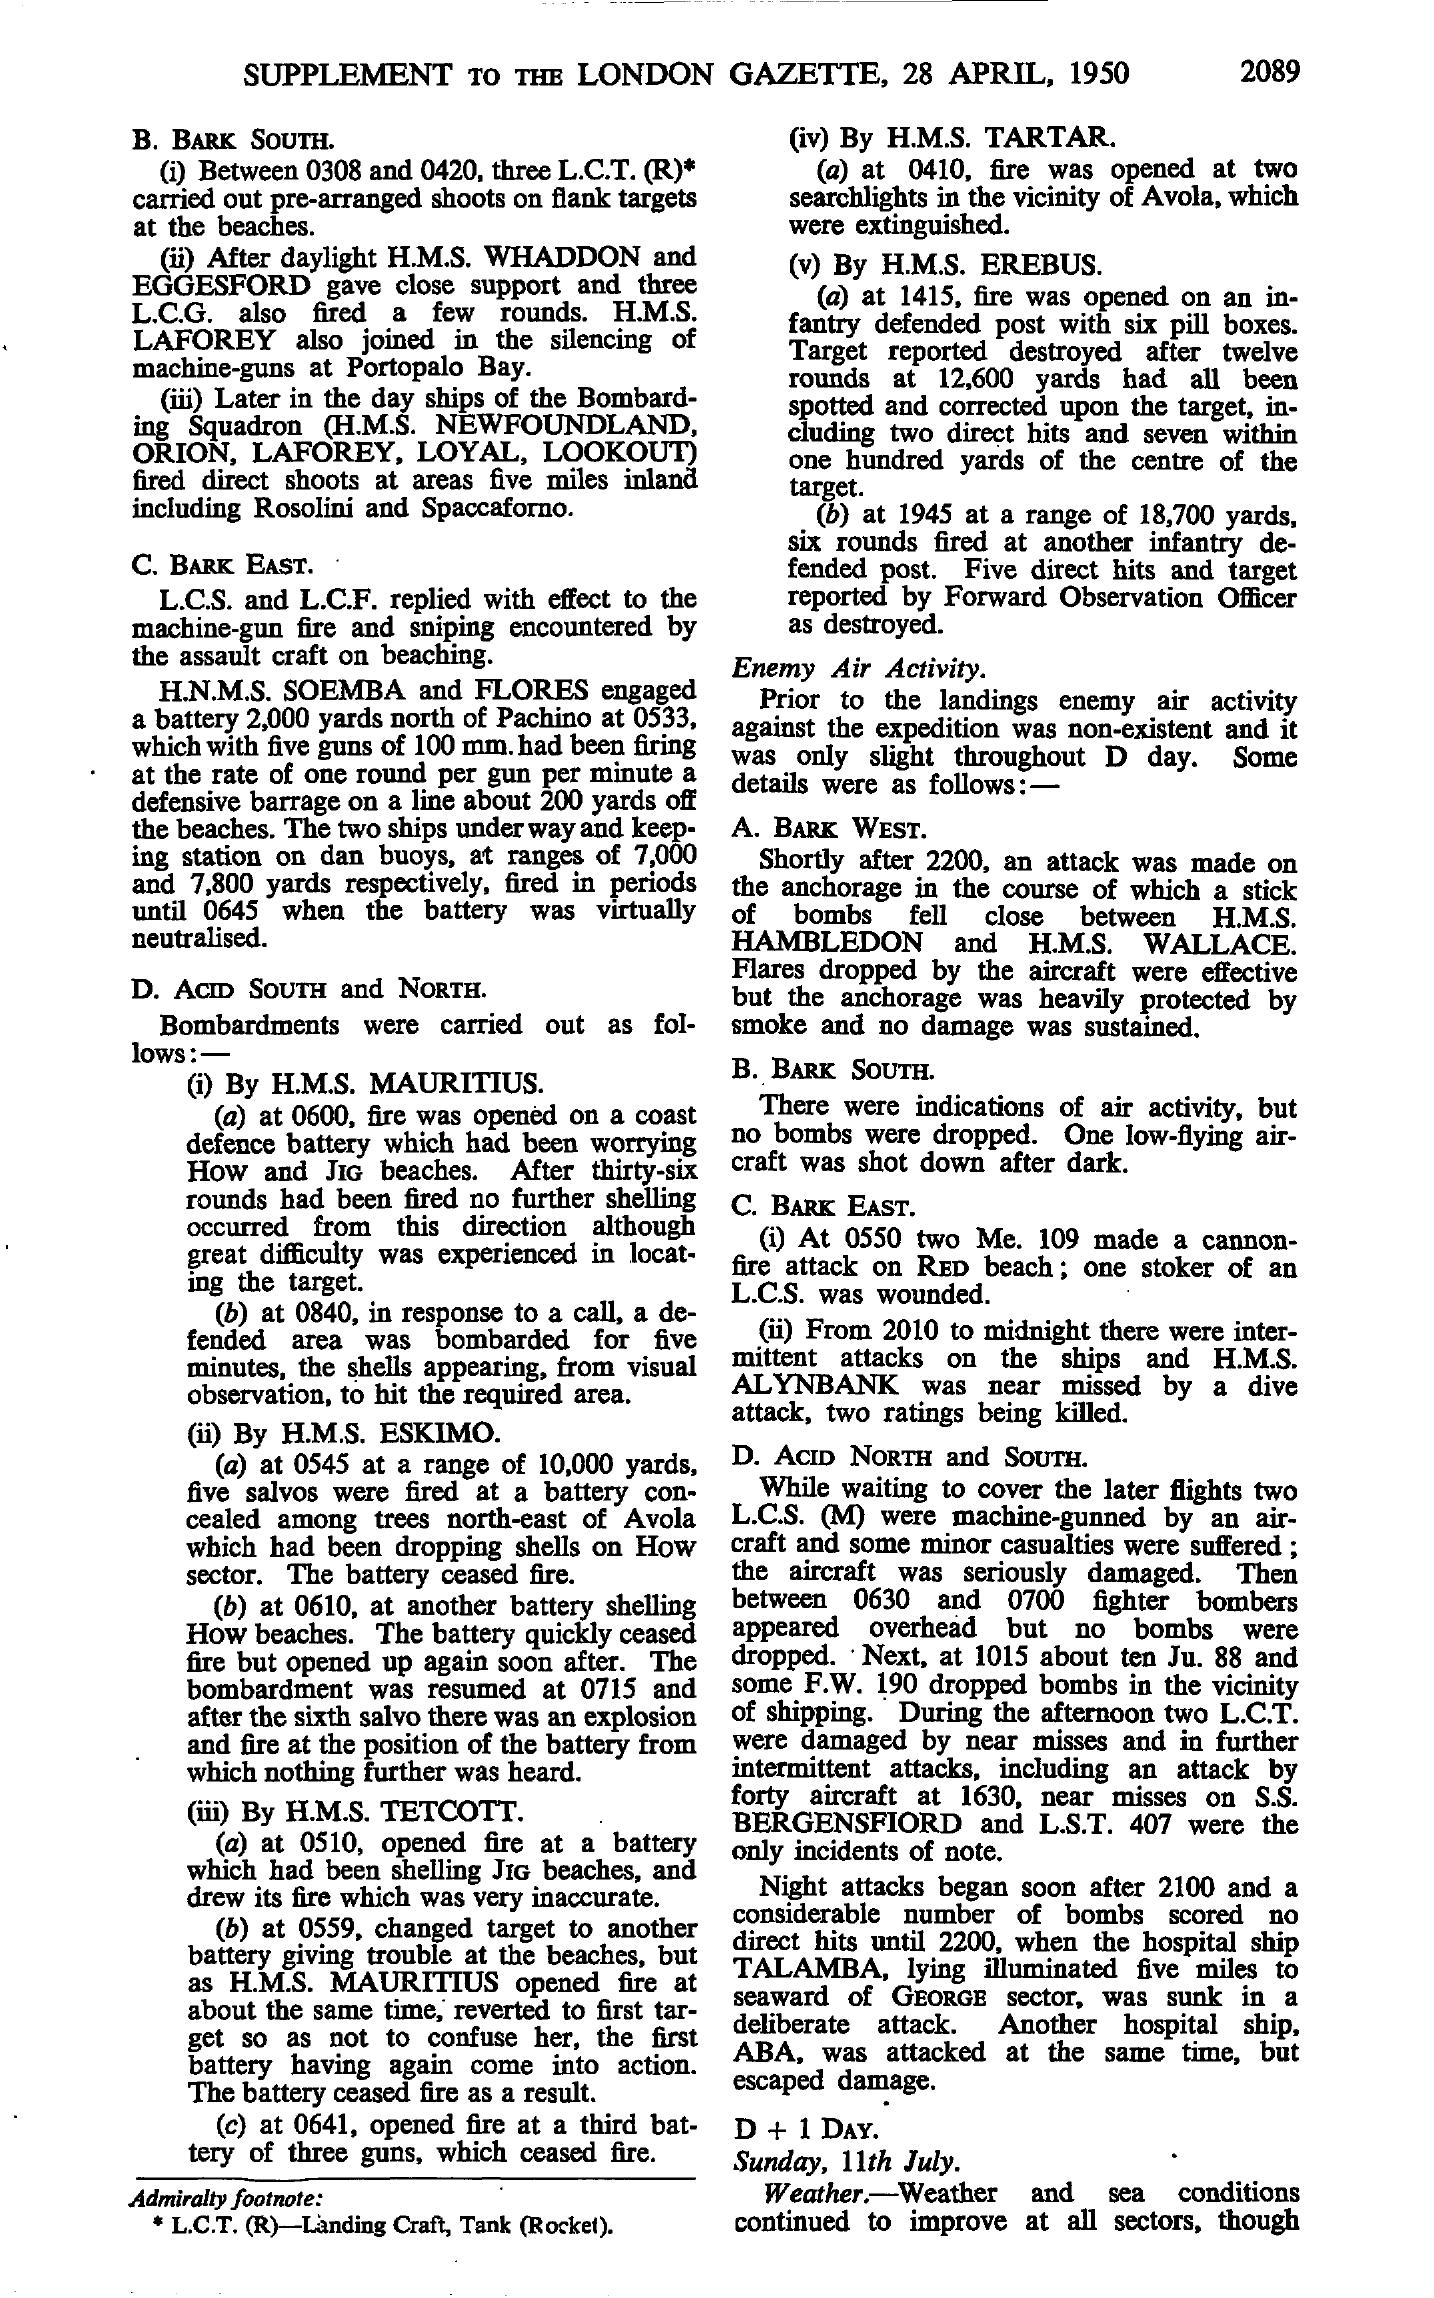 SUPPLEMENT TO THE LONDON GAZETTE, 28 APRIL, 1950 2089
B. BARK SOUTH.
(i) Between 0308 and 0420, three L.C.T. (R)*
carried out pre-arranged shoots on flank targets
at the beaches.
(ii) After daylight H.M.S. WHADDON and
EGGESFORD gave close support and three
L.C.G. also fired a few rounds. H.M.S.
LAFOREY also joined in the silencing of
machine-guns at Portopalo Bay.
(iii) Later in the day ships of the Bombard-
ing Squadron (H.M.S. NEWFOUNDLAND,
ORION, LAFOREY, LOYAL, LOOKOUT)
fired direct shoots at areas five miles inland
including Rosolini and Spaccaforno.
C. BARK EAST.
L.C.S. and L.C.F. replied with effect to the
machine-gun fire and sniping encountered by
the assault craft on beaching.
H.N.M.S. SOEMBA and FLORES engaged
a battery 2,000 yards north of Pachino at 0533,
which with five guns of 100 mm. had been firing
at the rate of one round per gun per minute a
defensive barrage on a line about 200 yards off
the beaches. The two ships under way and keep-
ing station on dan buoys, at ranges of 7,000
and 7,800 yards respectively, fired in periods
until 0645 when the battery was virtually
neutralised.
D. ACID SOUTH and NORTH.
Bombardments were carried out as fol-
lows:—
(i) By H.M.S. MAURITIUS.
(a) at 0600, fire was opened on a coast
defence battery which had been worrying
HOW and JIG beaches. After thirty-six
rounds had been fired no further shelling
occurred from this direction although
great difficulty was experienced in locat-
ing the target.
(b) at 0840, in response to a call, a de-
fended area was bombarded for five
minutes, the shells appearing, from visual
observation, to hit the required area.
(ii) By H.M.S. ESKIMO.
(a) at 0545 at a range of 10,000 yards,
five salvos were fired at a battery con-
cealed among trees north-east of Avola
which had been dropping shells on HOW
sector. The battery ceased fire.
(b) at 0610, at another battery shelling
HOW beaches. The battery quickly ceased
fire but opened up again soon after. The
bombardment was resumed at 0715 and
after the sixth salvo there was an explosion
and fire at the position of the battery from
which nothing further was heard.
(iii) By H.M.S. TETCOTT.
(a) at 0510, opened fire at a battery
which had been shelling JIG beaches, and
drew its fire which was very inaccurate.
(b) at 0559, changed target to another
battery giving trouble at the beaches, but
as H.M.S. MAURITIUS opened fire at
about the same time, reverted to first tar-
get so as not to confuse her, the first
battery having again come into action.
The battery ceased fire as a result.
(c) at 0641, opened fire at a third bat-
tery of three guns, which ceased fire.
Admiralty footnote:
* L.C.T. (R)—Landing Craft, Tank (Rocket).
(iv) By H.M.S. TARTAR.
(a) at 0410, fire was opened at two
searchlights in the vicinity of Avola, which
were extinguished.
(v) By H.M.S. EREBUS.
(a) at 1415, fire was opened on an in-
fantry defended post with six pill boxes.
Target reported destroyed after twelve
rounds at 12,600 yards had all been
spotted and corrected upon the target, in-
cluding two direct hits and seven within
one hundred yards of the centre of the
target.
(b) at 1945 at a range of 18,700 yards,
six rounds fired at another infantry de-
fended post. Five direct hits and target
reported by Forward Observation Officer
as destroyed.
Enemy Air Activity.
Prior to the landings enemy air activity
against the expedition was non-existent and it
was only slight throughout D day. Some
details were as follows:—
A. BARK WEST.
Shortly after 2200, an attack was made on
the anchorage in the course of which a stick
of bombs fell close between H.M.S.
HAMBLEDON and H.M.S. WALLACE.
Flares dropped by the aircraft were effective
but the anchorage was heavily protected by
smoke and no damage was sustained.
B. BARK SOUTH.
There were indications of air activity, but
no bombs were dropped. One low-flying air-
craft was shot down after dark.
C. BARK EAST.
(i) At 0550 two Me. 109 made a cannon-
fire attack on RED beach; one stoker of an
L.C.S. was wounded.
(ii) From 2010 to midnight there were inter-
mittent attacks on the ships and H.M.S.
ALYNBANK was near missed by a dive
attack, two ratings being killed.
D. ACID NORTH and SOUTH.
While waiting to cover the later flights two
L.C.S. (M) were machine-gunned by an air-
craft and some minor casualties were suffered;
the aircraft was seriously damaged. Then
between 0630 and 0700 fighter bombers
appeared overhead but no bombs were
dropped. Next, at 1015 about ten Ju. 88 and
some F.W. 190 dropped bombs in the vicinity
of shipping. During the afternoon two L.C.T.
were damaged by near misses and in further
intermittent attacks, including an attack by
forty aircraft at 1630, near misses on S.S.
BERGENSFIORD and L.S.T. 407 were the
only incidents of note.
Night attacks began soon after 2100 and a
considerable number of bombs scored no
direct hits until 2200, when the hospital ship
TALAMBA, lying illuminated five miles to
seaward of GEORGE sector, was sunk in a
deliberate attack. Another hospital ship,
ABA, was attacked at the same time, but
escaped damage.
D + 1 DAY.
Sunday, 11th July.
Weather.—Weather and sea conditions
continued to improve at all sectors, though